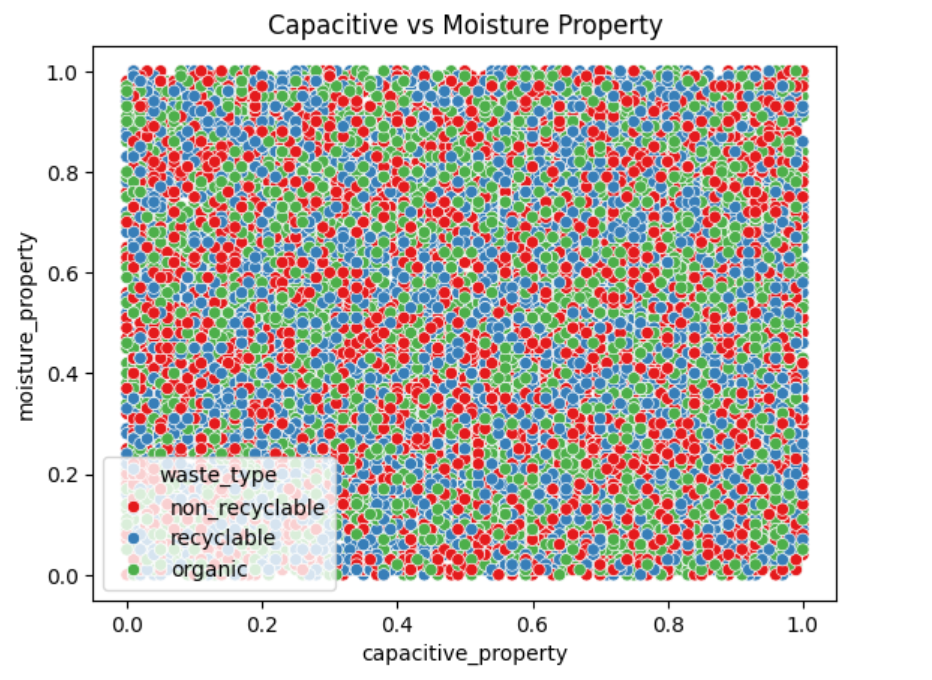 Capacitive vs Moisture Property
1.0
0.8
0.6
0.4
0.2
0.0
moisture_property
waste_type
non_recyclable
recyclable
organic
0.0 0.2 0.4 0.6 0.8 1.0
capacitive_property